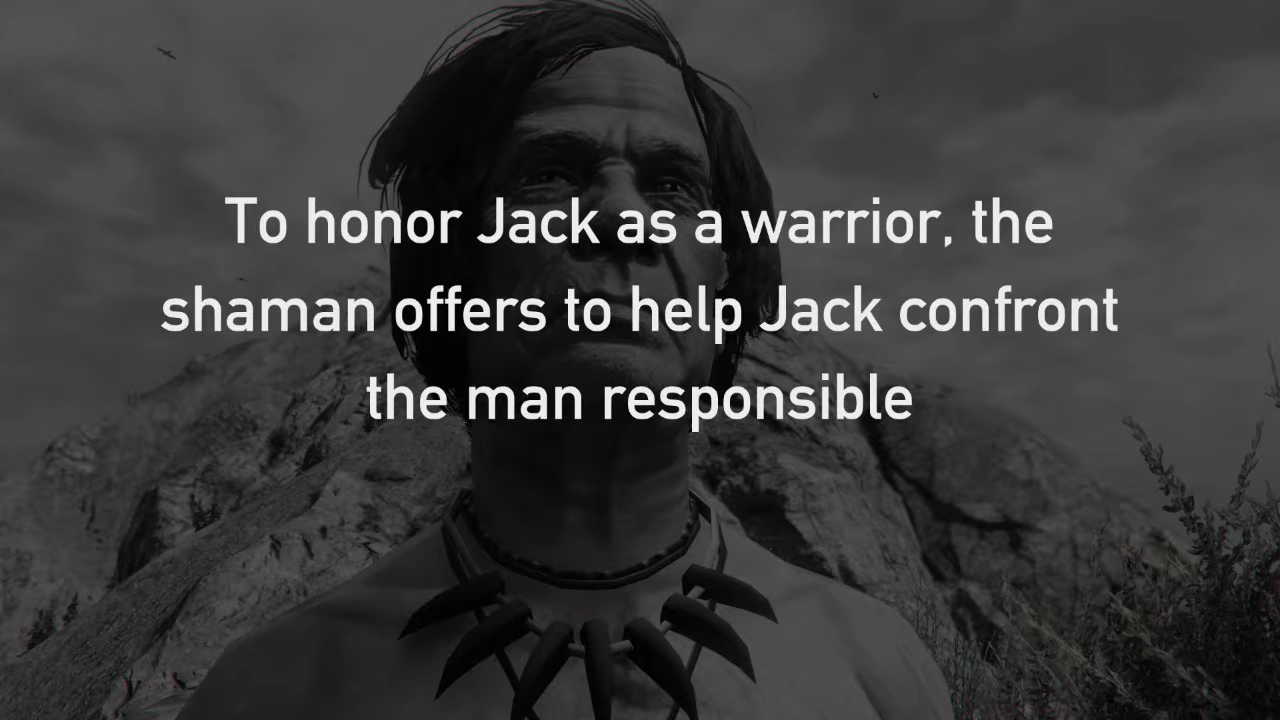 To honor Jack as a warrior, the
shaman offers to help Jack confront
the man responsible